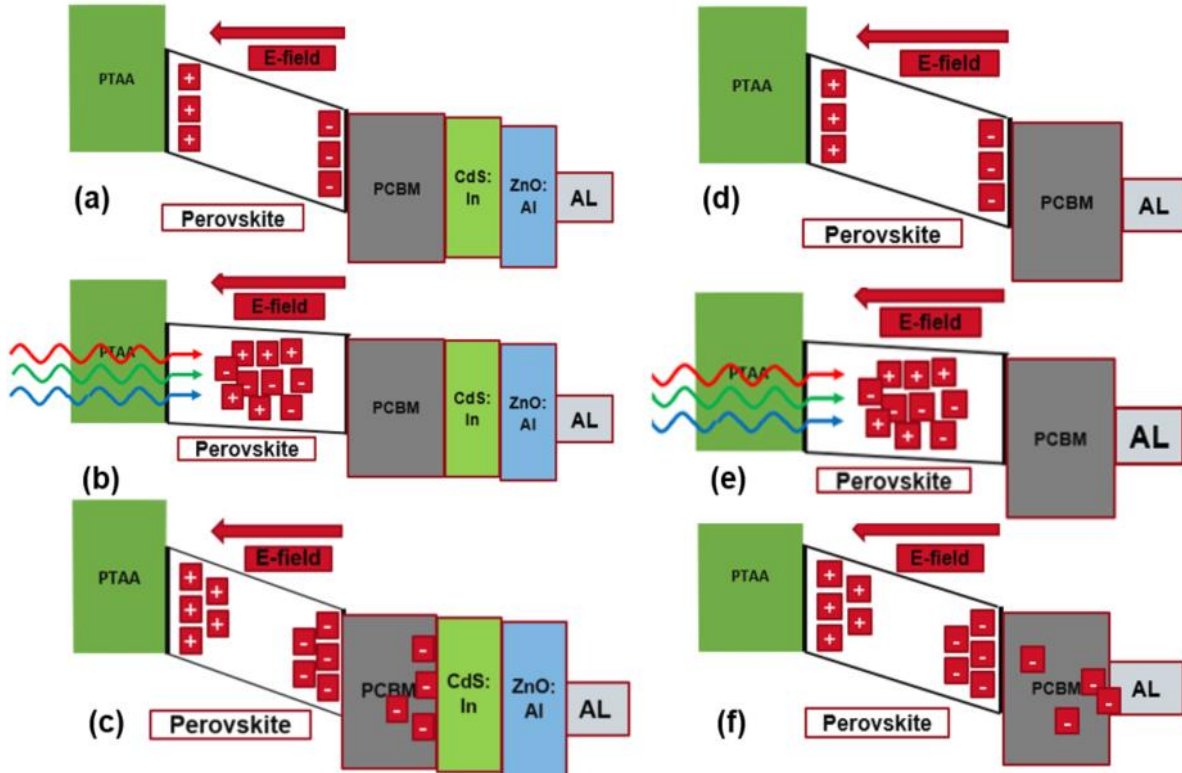 E-field
PTAA
+
+
+
-
-
-
PCBM
CdS:
In
ZnO:
Al
AL
(a)
Perovskite
E-field
PTAA
+ + +
- - - -
+ + -
PCBM
CdS:
In
ZnO:
Al
AL
Perovskite
(b)
E-field
PTAA
+
+
+
+
+
-
-
-
-
-
PCBM
-
-
-
-
CdS:
In
ZnO:
Al
AL
(c)
Perovskite
E-field
PTAA
+
+
+
-
-
-
PCBM
AL
(d)
Perovskite
E-field
PTAA
+ + +
- - - -
+ + -
PCBM
AL
Perovskite
(e)
E-field
PTAA
+
+
+
+
+
-
-
-
-
-
PCBM
-
-
-
-
AL
(f)
Perovskite